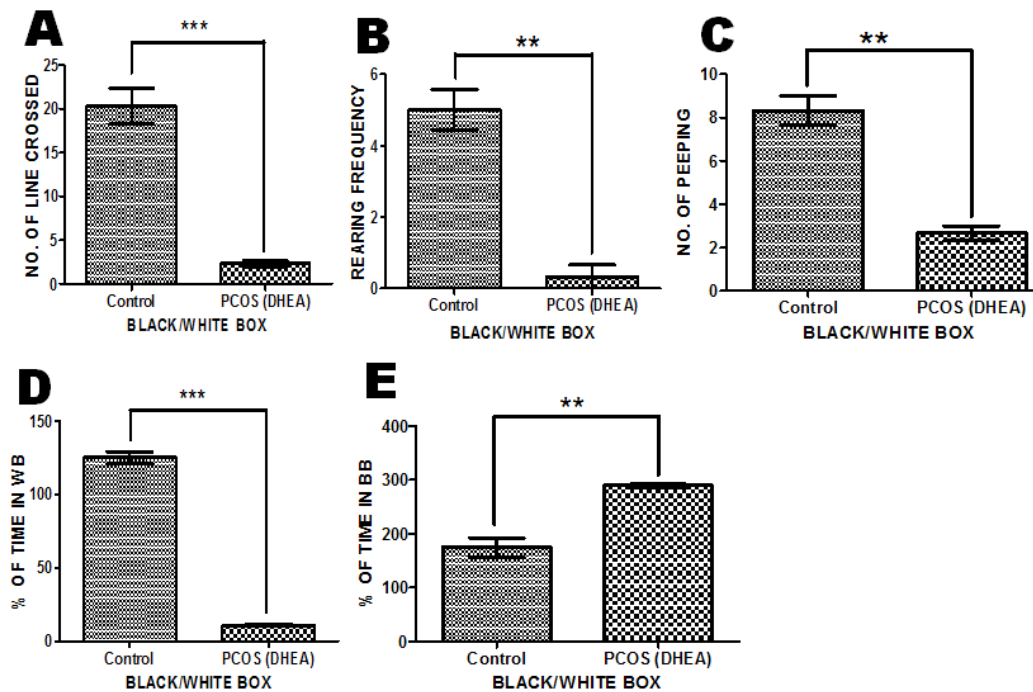 A
***
NO. OF LINE CROSSED
25
20
15
10
5
0
Control PCOS (DHEA)
BLACK/WHITE BOX
B
**
REARING FREQUENCY
6
4
2
0
Control PCOS (DHEA)
BLACK/WHITE BOX
C
**
NO. OF PEEPING
10
8
6
4
2
0
Control PCOS (DHEA)
BLACK/WHITE BOX
D
***
% OF TIME IN WB
150
100
50
0
Control PCOS (DHEA)
BLACK/WHITE BOX
E
**
% OF TIME IN BB
400
300
200
100
0
Control PCOS (DHEA)
BLACK/WHITE BOX